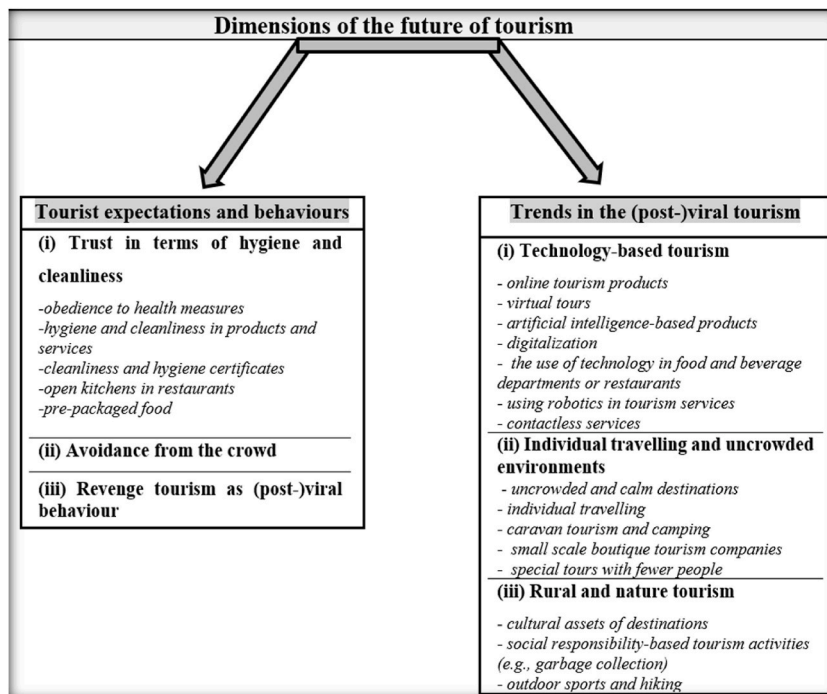 Dimensions of the future of tourism
Tourist expectations and behaviours
(i) Trust in terms of hygiene and
cleanliness
-obedience to health measures
-hygiene and cleanliness in products and
services
-cleanliness and hygiene certificates
-open kitchens in restaurants
-pre-packaged food
(ii) Avoidance from the crowd
(iii) Revenge tourism as (post-)viral
behaviour
Trends in the (post-)viral tourism
(i) Technology-based tourism
- online tourism products
- virtual tours
- artificial intelligence-based products
- digitalization
- the use of technology in food and beverage
departments or restaurants
- using robotics in tourism services
- contactless services
(ii) Individual travelling and uncrowded
environments
- uncrowded and calm destinations
- individual travelling
- caravan tourism and camping
- small scale boutique tourism companies
- special tours with fewer people
(iii) Rural and nature tourism
- cultural assets of destinations
- social responsibility-based tourism activities
(e.g., garbage collection)
- outdoor sports and hiking